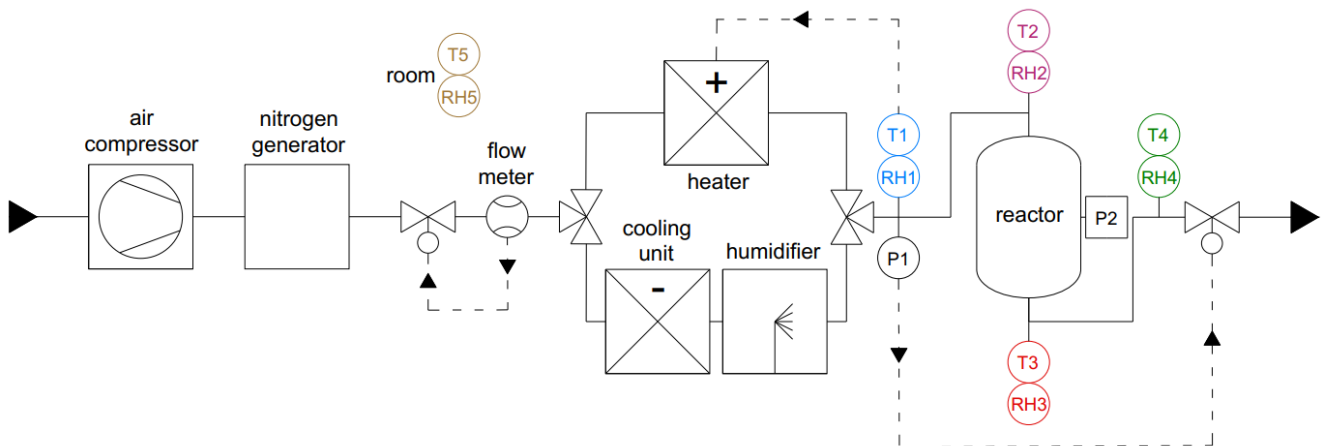 T5
RH5
room
air
compressor
nitrogen
generator
flow
meter
+
heater
cooling
unit
-
humidifier
T1
RH1
P1
T2
RH2
reactor
P2
T3
RH3
T4
RH4